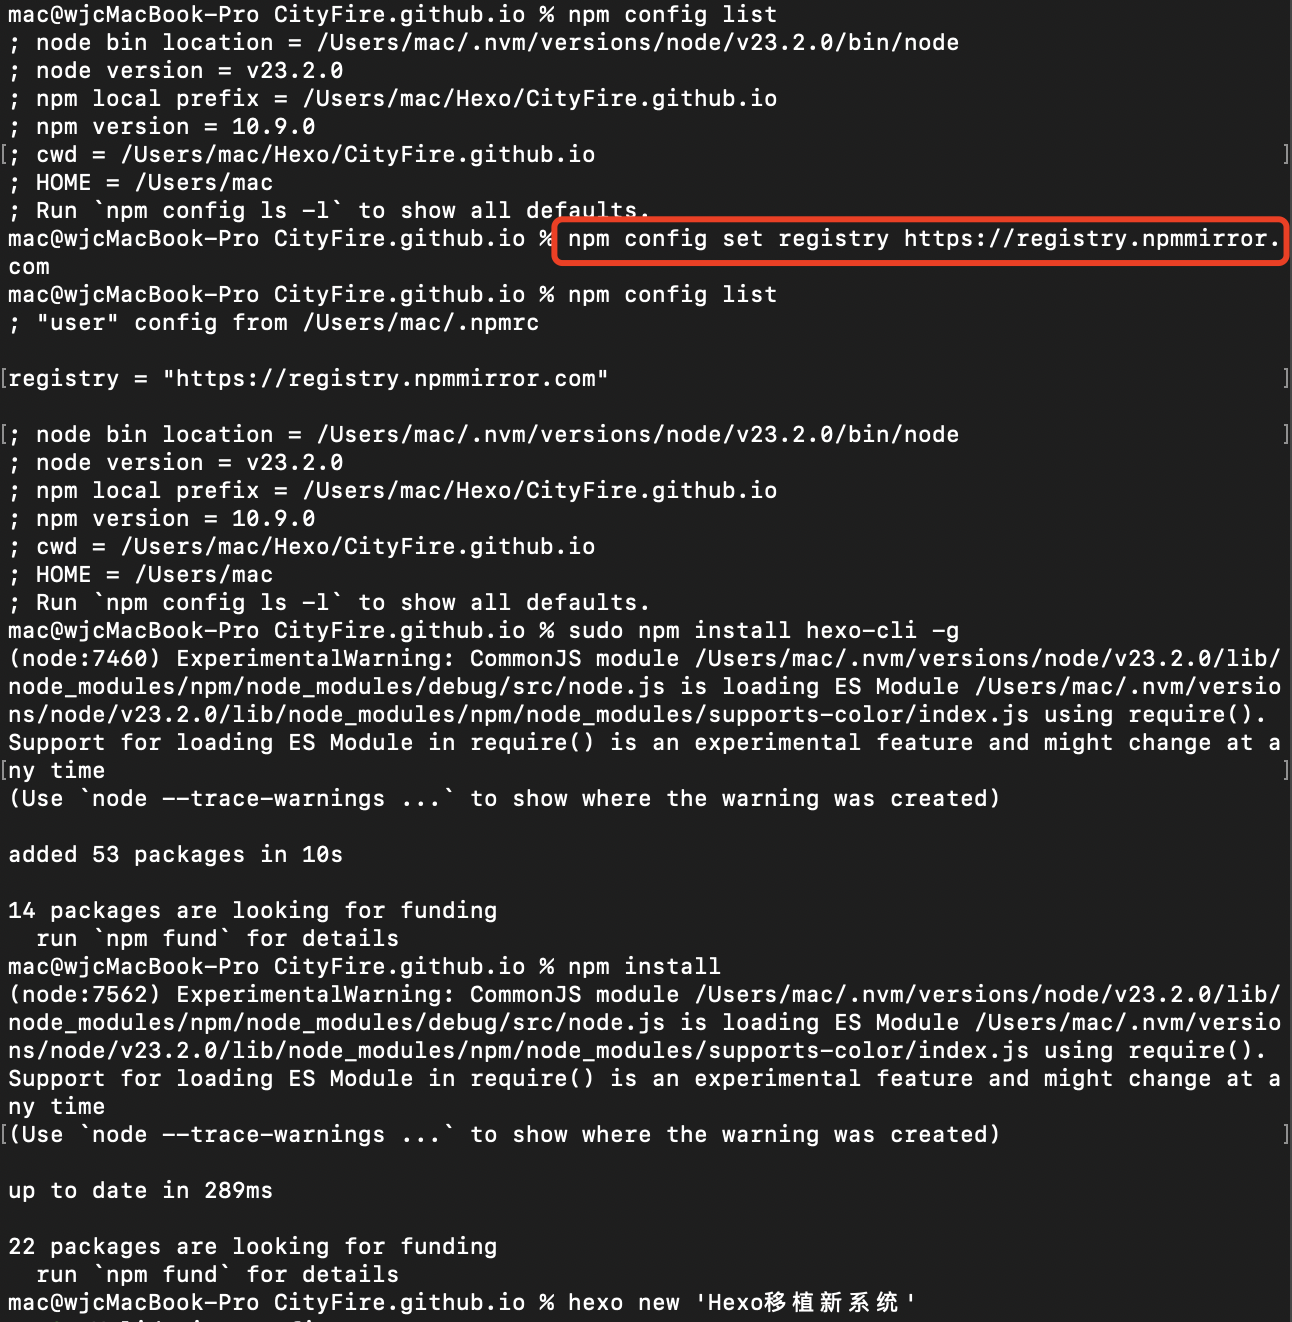 mac@wjcMacBook-Pro CityFire.github.io % npm config list
; node bin location = /Users/mac/.nvm/versions/node/v23.2.0/bin/node
; node version = v23.2.0
; npm local prefix = /Users/mac/Hexo/CityFire.github.io
; npm version = 10.9.0
[; cwd = /Users/mac/Hexo/CityFire.github.io ]
; HOME = /Users/mac
; Run `npm config ls -l` to show all defaults.
mac@wjcMacBook-Pro CityFire.github.io % npm config set registry https://registry.npmmirror.
com
mac@wjcMacBook-Pro CityFire.github.io % npm config list
; "user" config from /Users/mac/.npmrc
[registry = "https://registry.npmmirror.com" ]
[; node bin location = /Users/mac/.nvm/versions/node/v23.2.0/bin/node ]
; node version = v23.2.0
; npm local prefix = /Users/mac/Hexo/CityFire.github.io
; npm version = 10.9.0
; cwd = /Users/mac/Hexo/CityFire.github.io
; HOME = /Users/mac
; Run `npm config ls -l` to show all defaults.
mac@wjcMacBook-Pro CityFire.github.io % sudo npm install hexo-cli -g
(node:7460) ExperimentalWarning: CommonJS module /Users/mac/.nvm/versions/node/v23.2.0/lib/
node_modules/npm/node_modules/debug/src/node.js is loading ES Module /Users/mac/.nvm/versio
ns/node/v23.2.0/lib/node_modules/npm/node_modules/supports-color/index.js using require().
Support for loading ES Module in require() is an experimental feature and might change at a
[ny time ]
(Use `node --trace-warnings ...` to show where the warning was created)
added 53 packages in 10s
14 packages are looking for funding
run `npm fund` for details
mac@wjcMacBook-Pro CityFire.github.io % npm install
(node:7562) ExperimentalWarning: CommonJS module /Users/mac/.nvm/versions/node/v23.2.0/lib/
node_modules/npm/node_modules/debug/src/node.js is loading ES Module /Users/mac/.nvm/versio
ns/node/v23.2.0/lib/node_modules/npm/node_modules/supports-color/index.js using require().
Support for loading ES Module in require() is an experimental feature and might change at a
ny time
[(Use `node --trace-warnings ...` to show where the warning was created) ]
up to date in 289ms
22 packages are looking for funding
run `npm fund` for details
mac@wjcMacBook-Pro CityFire.github.io % hexo new 'Hexo移植新系统'